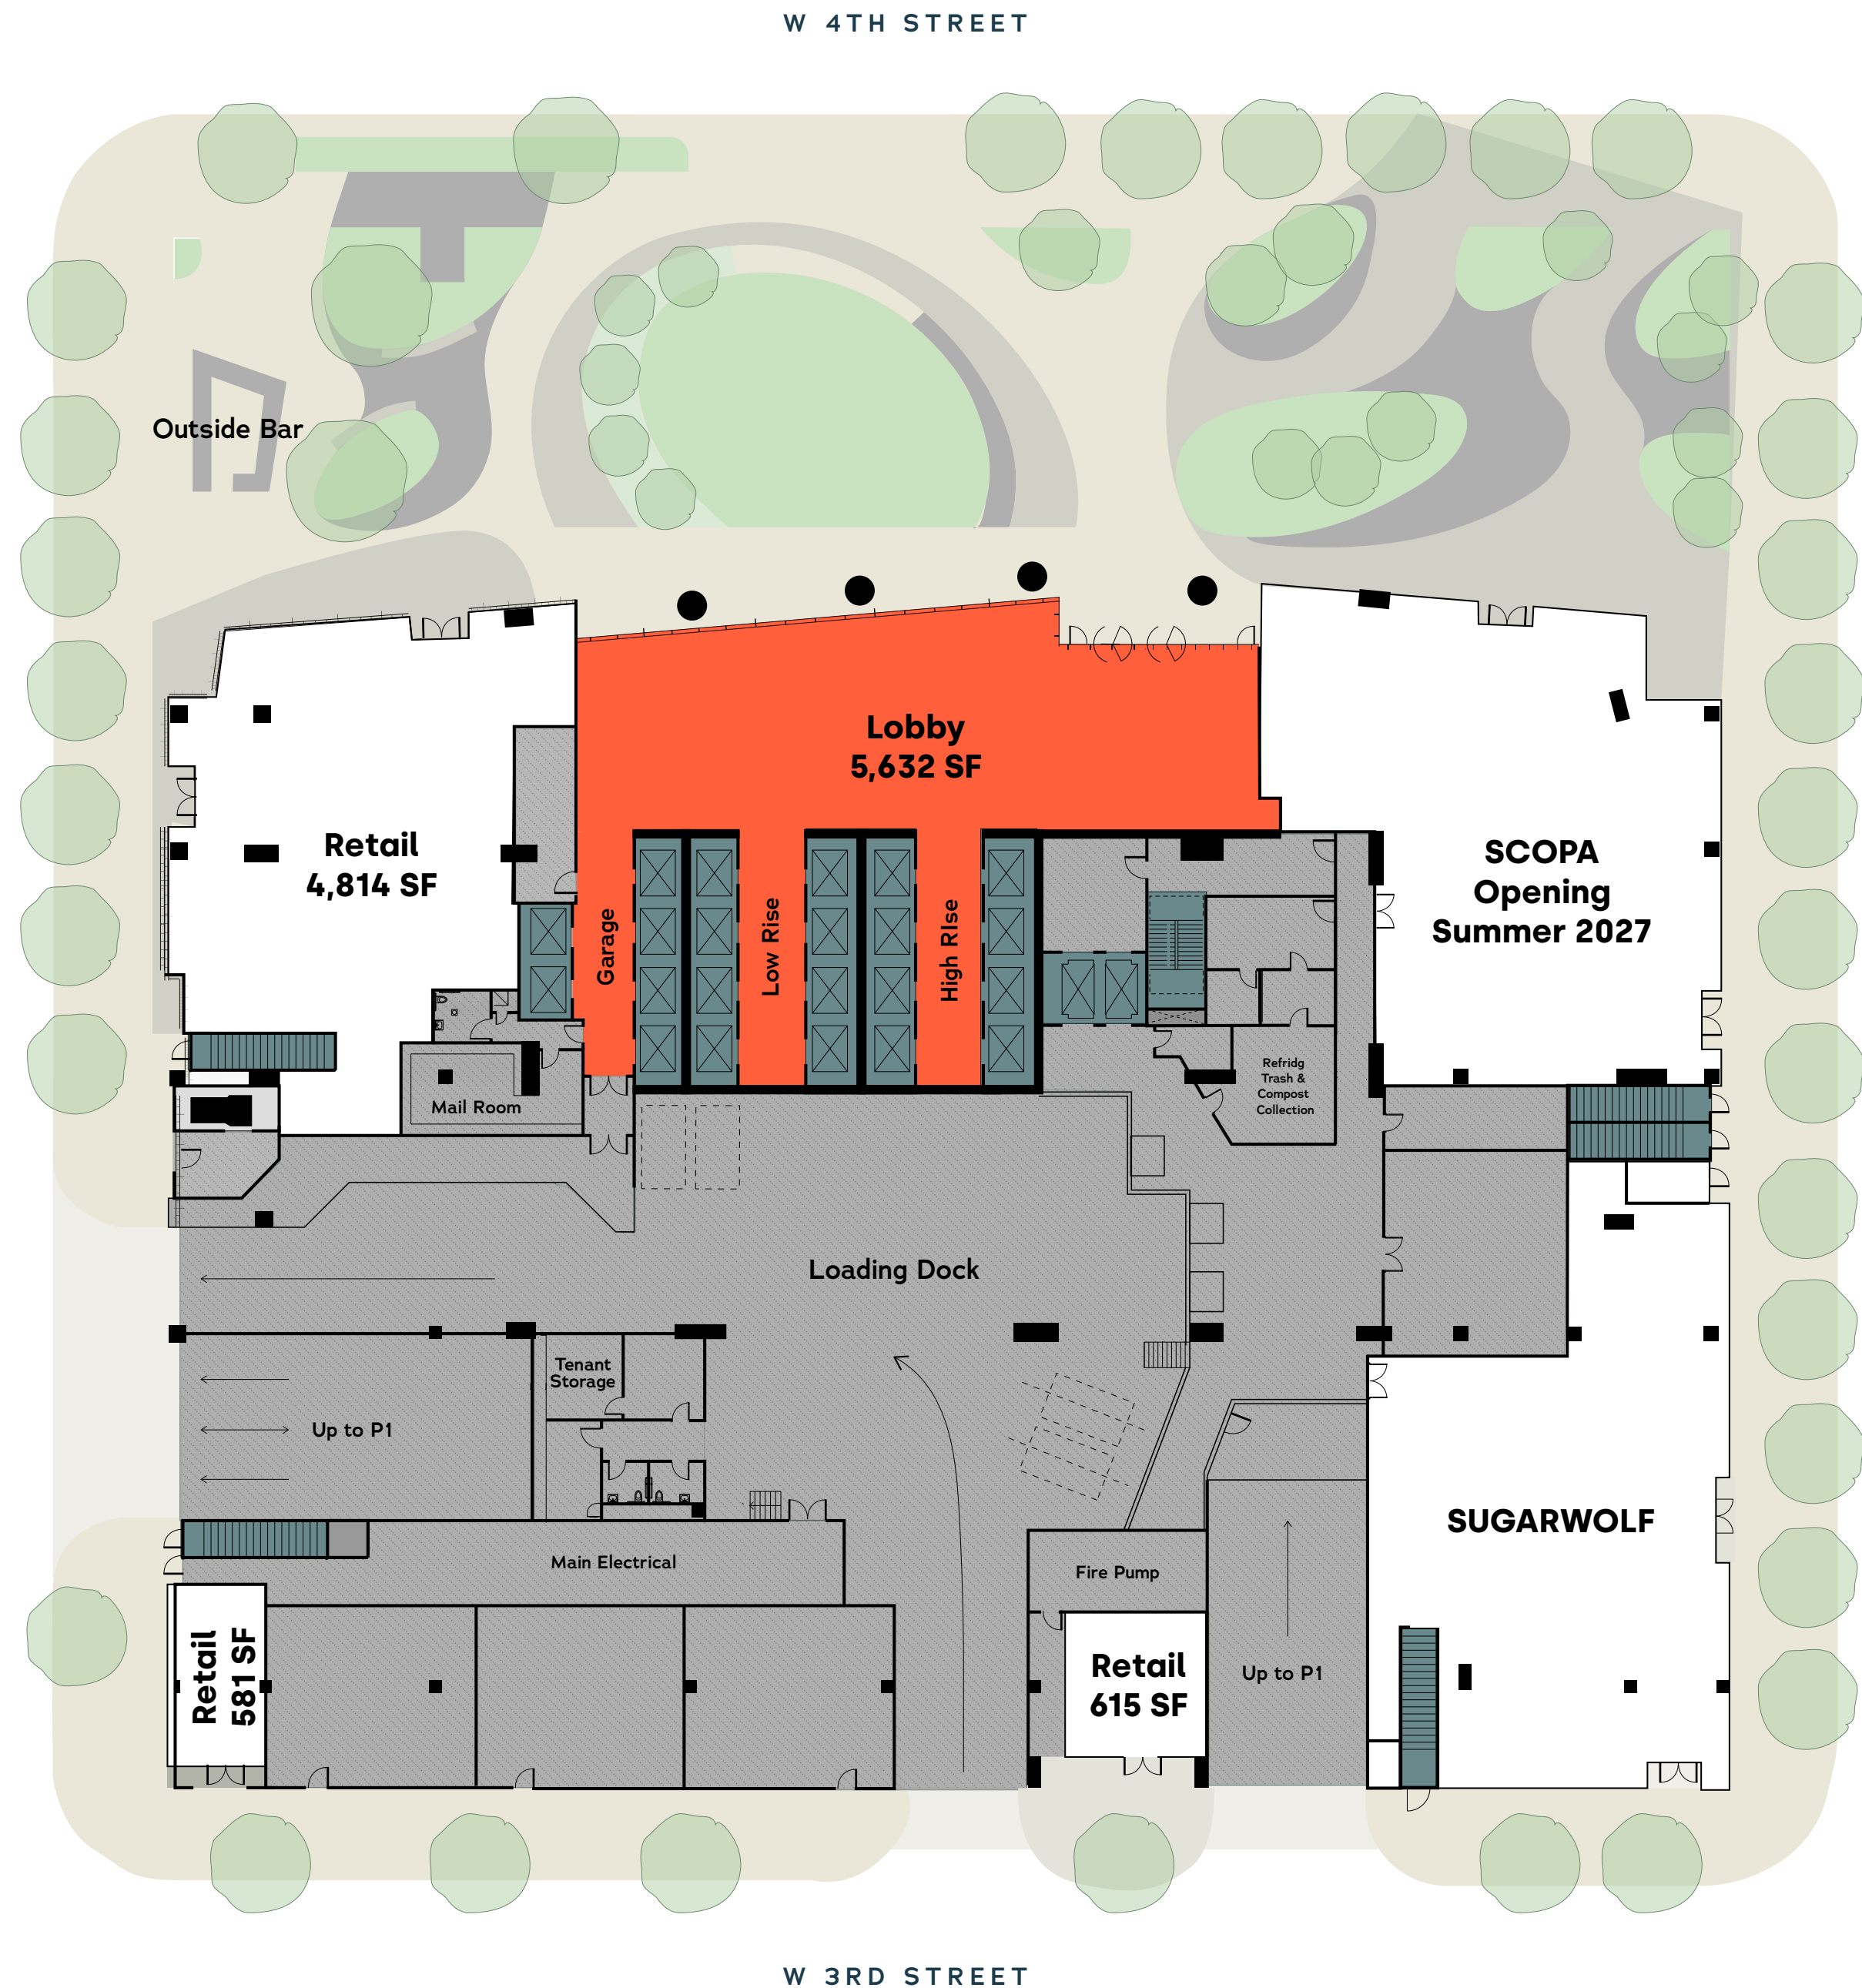 W 4TH STREET
Outside Bar
Lobby
5,632 SF
Retail
4,814 SF
SCOPA
Opening
Summer 2027
Garage
Low Rise
High RIse
Refridg
Trash &
Compost
Collection
Mail Room
Loading Dock
Tenant
Storage
Up to P1
SUGARWOLF
Main Electrical
Fire Pump
Retail
581 SF
Retail
615 SF
Up to P1
W 3RD STREET